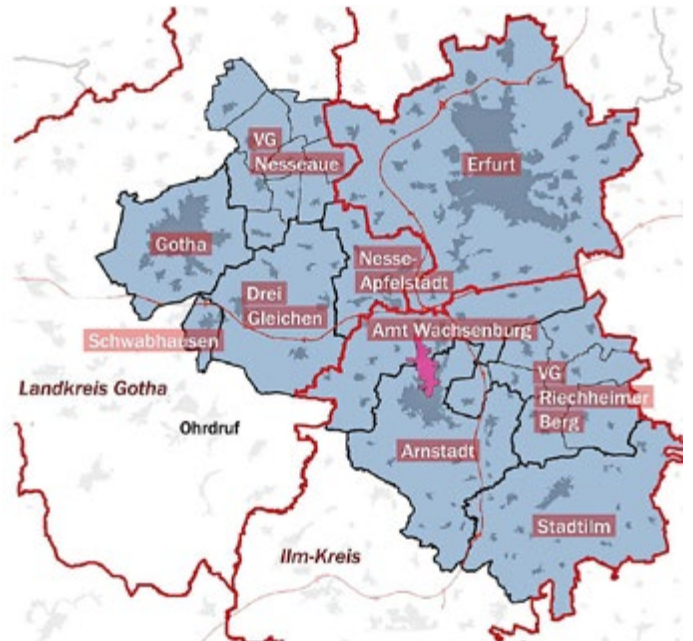 VG
Nesseaue
Erfurt
Gotha
Nesse-
Apfelstädt
Drei
Gleichen
Schwabhausen
Amt Wachsenburg
VG
Riechheimer
Berg
Landkreis Gotha
Ohrdruf
Arnstadt
Stadtilm
Ilm-Kreis